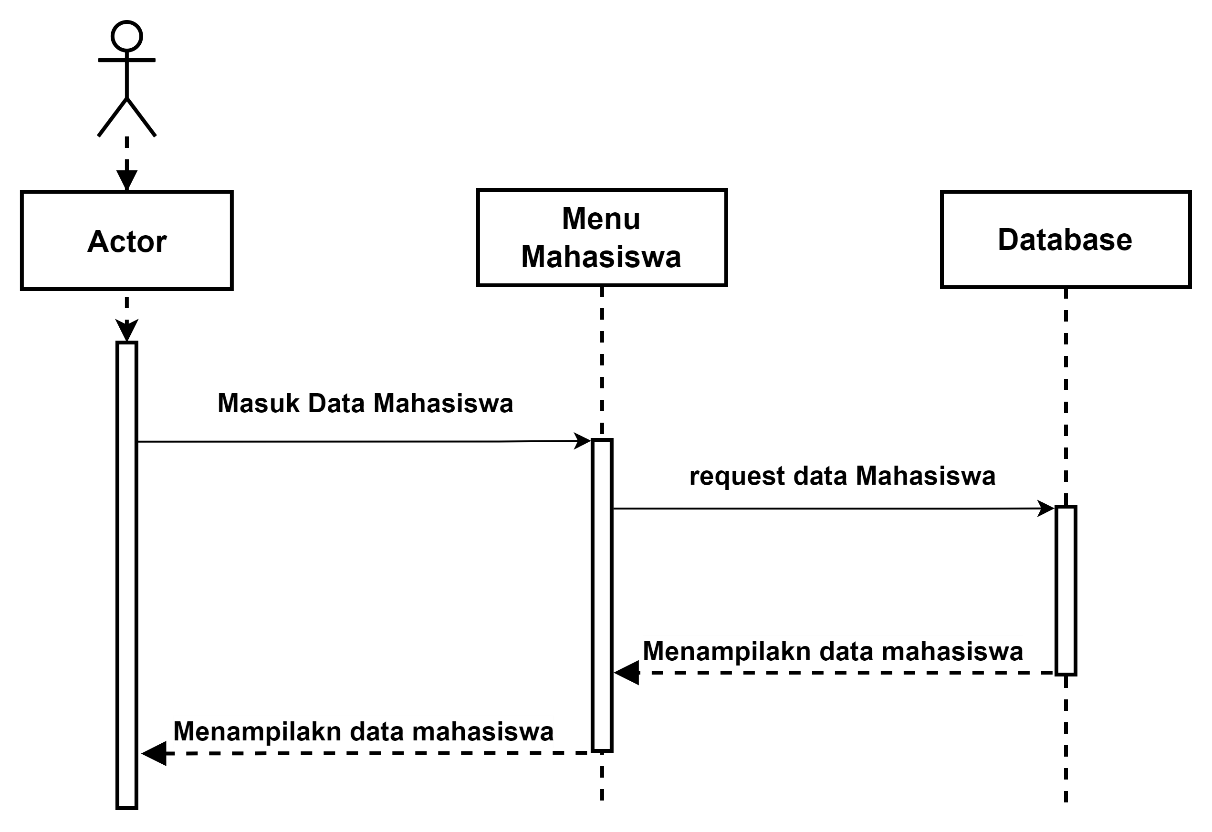 Actor
Menu
Mahasiswa
Database
Masuk Data Mahasiswa
request data Mahasiswa
Menampilakn data mahasiswa
Menampilakn data mahasiswa